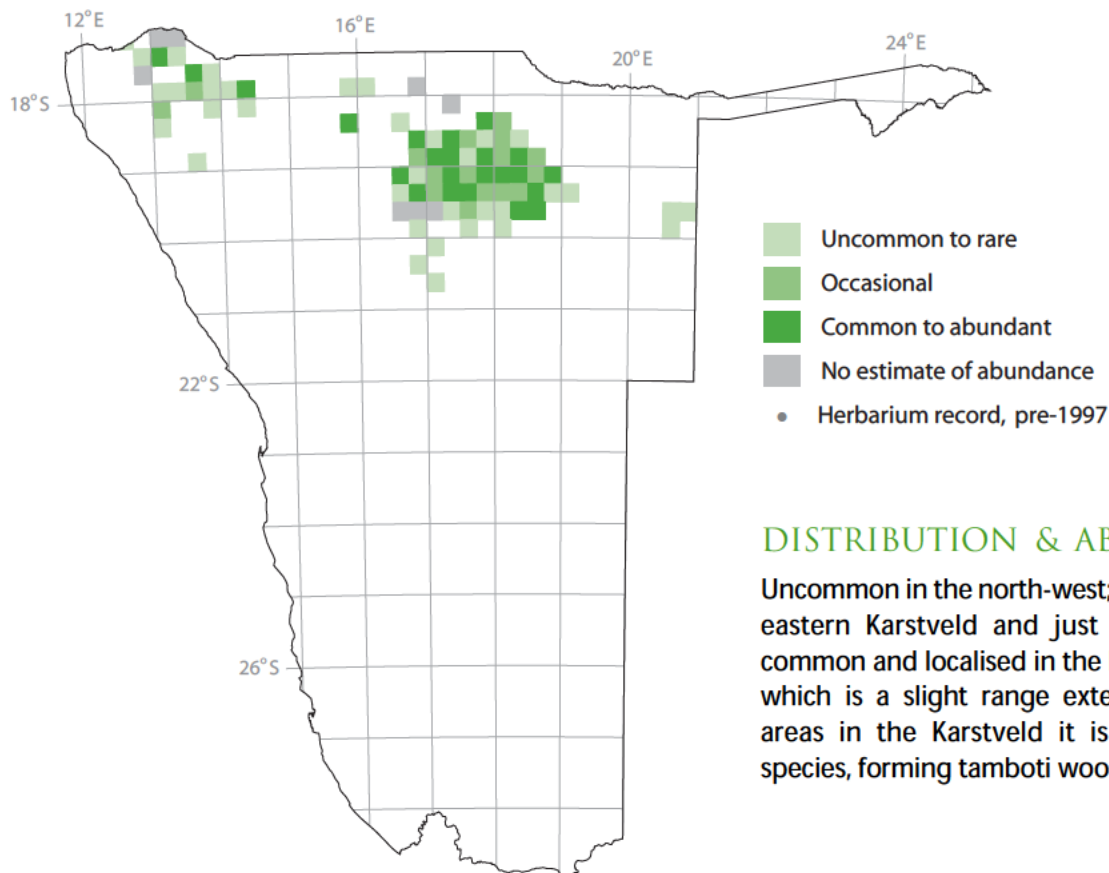 12°E
16°E
20°E
24°E
18°S
22°S
26°S
Uncommon to rare
Occasional
Common to abundant
No estimate of abundance
Herbarium record, pre-1997
DISTRIBUTION & AB
Uncommon in the north-west;
eastern Karstveld and just
common and localised in the
which is a slight range exte
areas in the Karstveld it is
species, forming tamboti woo